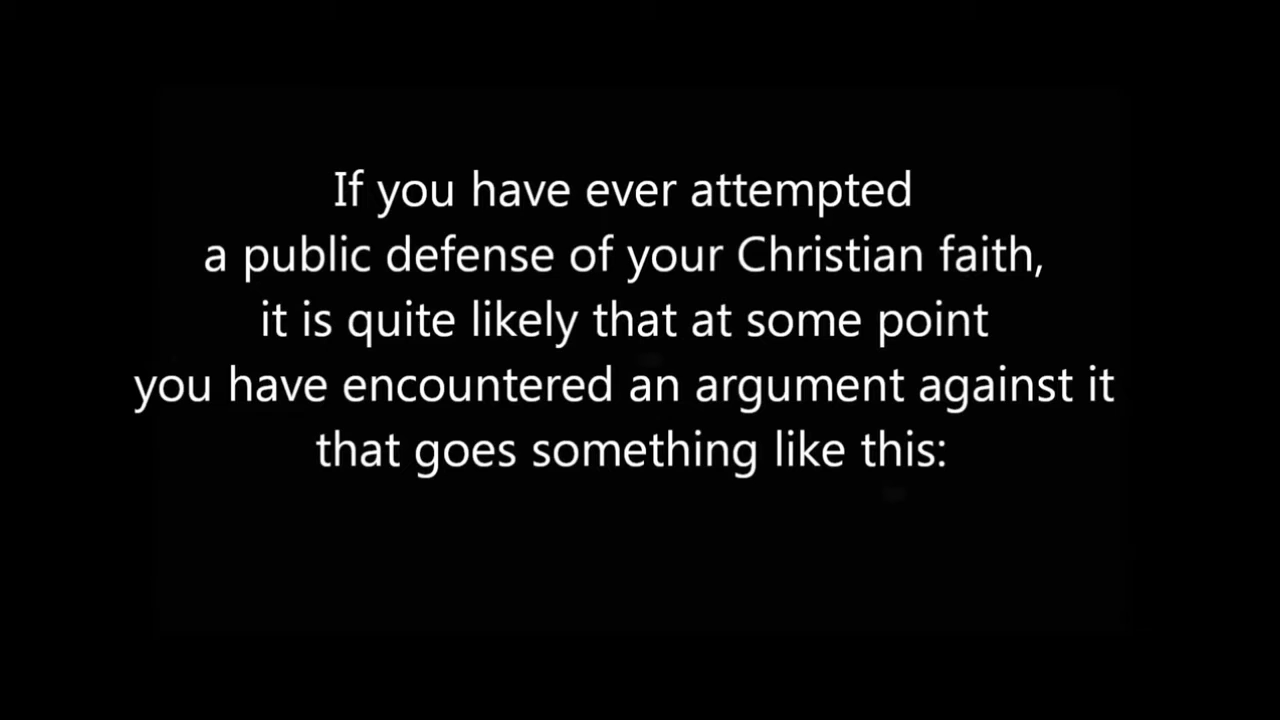 If you have ever attempted
a public defense of your Christian faith,
it is quite likely that at some point
you have encountered an argument against it
that goes something like this: